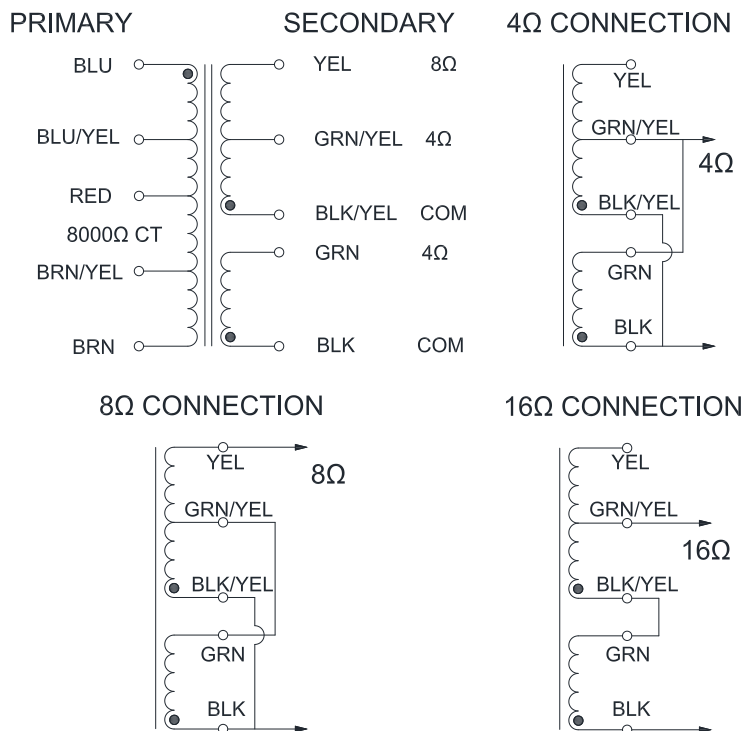 PRIMARY
SECONDARY
4Ω CONNECTION
BLU
BLU/YEL
RED
8000Ω CT
BRN/YEL
BRN
YEL 8Ω
GRN/YEL 4Ω
BLK/YEL COM
GRN 4Ω
BLK COM
YEL
GRN/YEL
4Ω
BLK/YEL
GRN
BLK
8Ω CONNECTION
YEL
8Ω
GRN/YEL
BLK/YEL
GRN
BLK
16Ω CONNECTION
YEL
GRN/YEL
16Ω
BLK/YEL
GRN
BLK